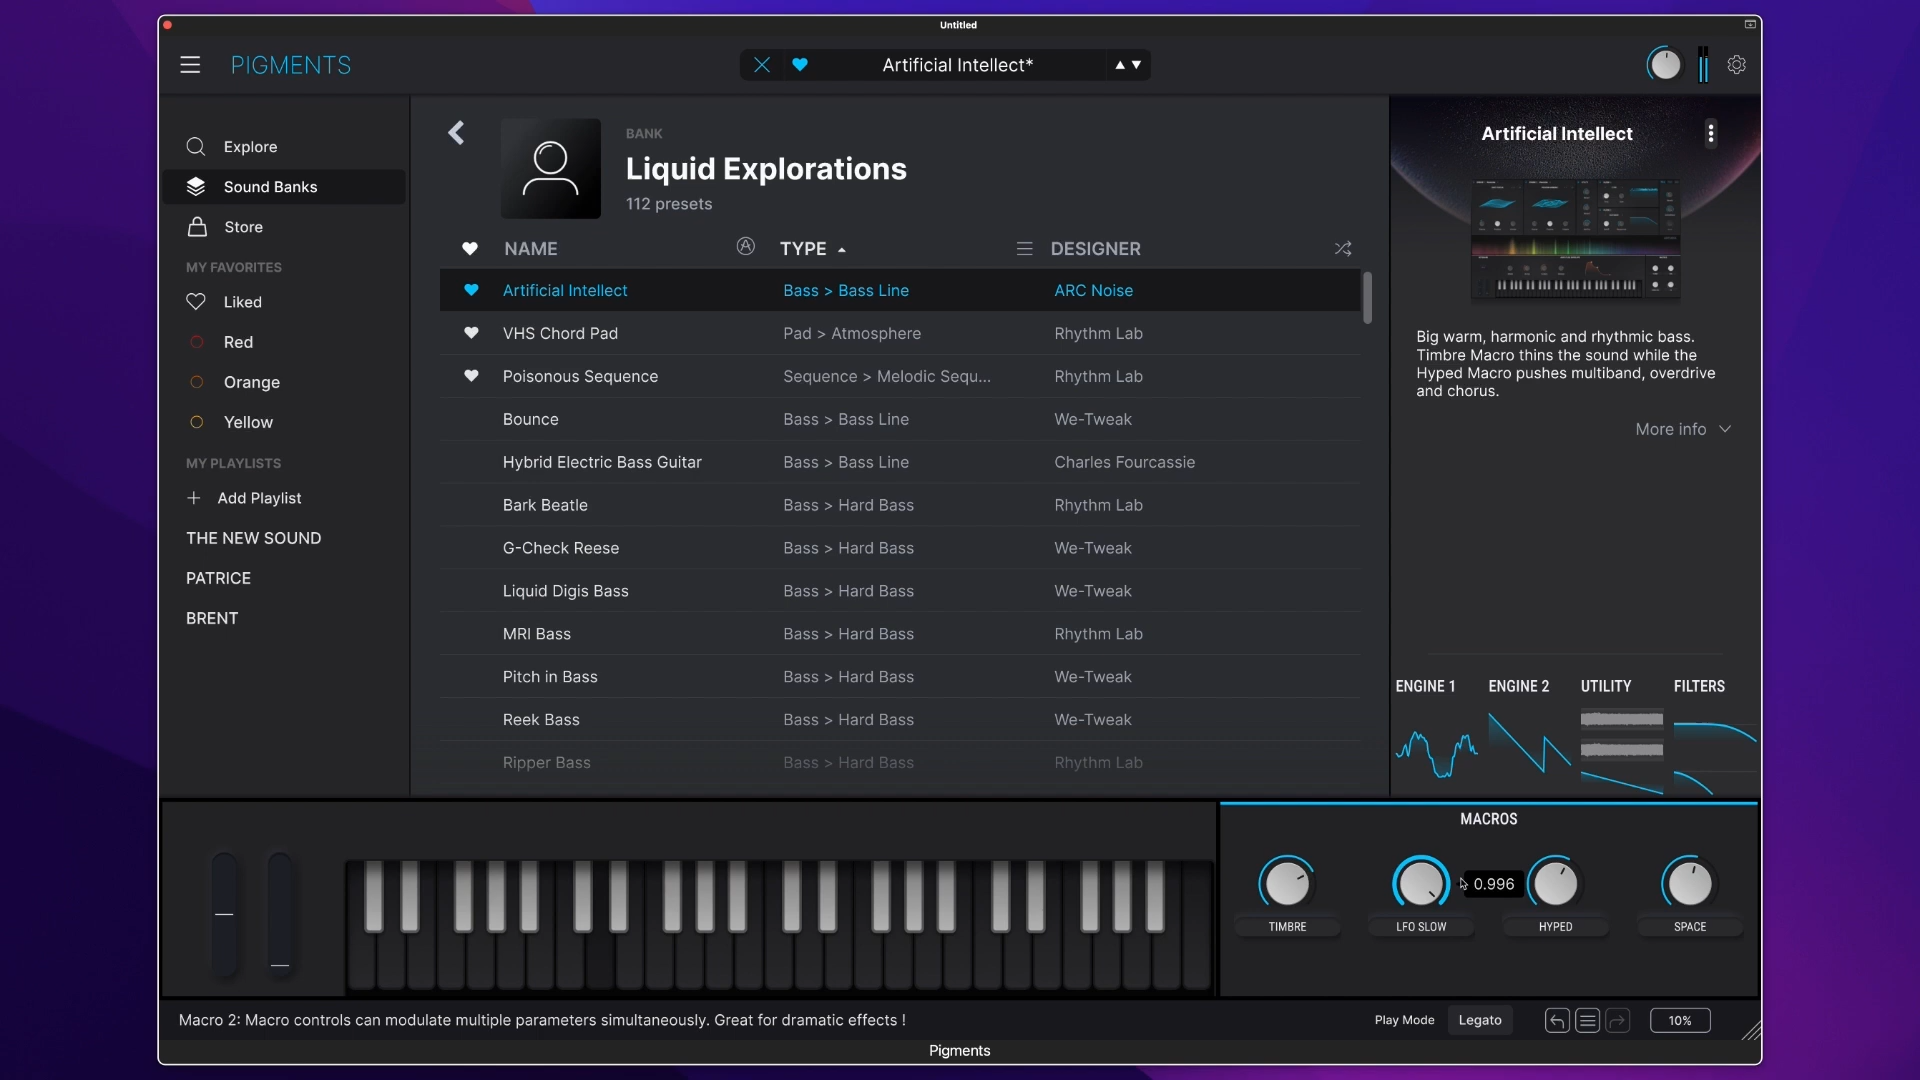 Untitled
PIGMENTS
Artificial Intellect*
Explore
Sound Banks
Store
MY FAVORITES
Liked
Red
Orange
Yellow
MY PLAYLISTS
Add Playlist
THE NEW SOUND
PATRICE
BRENT
BANK
Liquid Explorations
112 presets
NAME TYPE DESIGNER
Artificial Intellect Bass > Bass Line ARC Noise
VHS Chord Pad Pad > Atmosphere Rhythm Lab
Poisonous Sequence Sequence > Melodic Sequ... Rhythm Lab
Bounce Bass > Bass Line We-Tweak
Hybrid Electric Bass Guitar Bass > Bass Line Charles Fourcassie
Bark Beatle Bass > Hard Bass Rhythm Lab
G-Check Reese Bass > Hard Bass We-Tweak
Liquid Digis Bass Bass > Hard Bass We-Tweak
MRI Bass Bass > Hard Bass Rhythm Lab
Pitch in Bass Bass > Hard Bass We-Tweak
Reek Bass Bass > Hard Bass We-Tweak
Ripper Bass Bass > Hard Bass Rhythm Lab
Artificial Intellect
Big warm, harmonic and rhythmic bass.
Timbre Macro thins the sound while the
Hyped Macro pushes multiband, overdrive
and chorus.
More info
ENGINE 1 ENGINE 2 UTILITY FILTERS
MACROS
0.996
TIMBRE LFO SLOW HYPED SPACE
Macro 2: Macro controls can modulate multiple parameters simultaneously. Great for dramatic effects !
Play Mode Legato 10%
Pigments